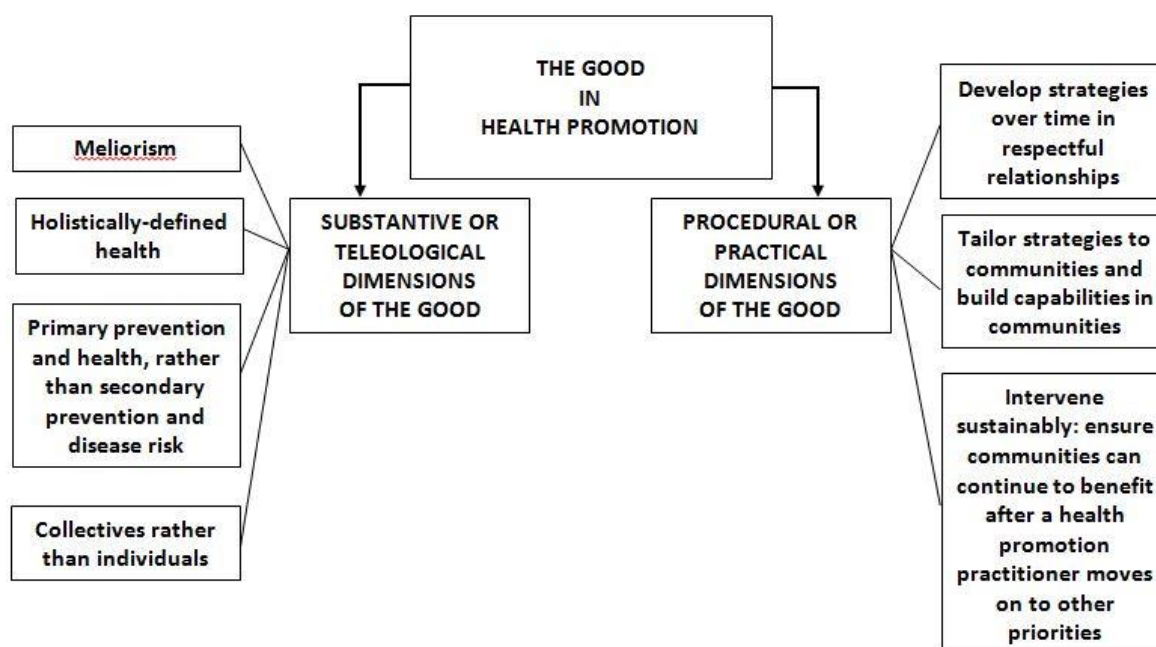 THE GOOD
IN
HEALTH PROMOTION
SUBSTANTIVE OR
TELEOLOGICAL
DIMENSIONS
OF THE GOOD
Meliorism
Holistically-defined
health
Primary prevention
and health, rather
than secondary
prevention and
disease risk
Collectives rather
than individuals
PROCEDURAL OR
PRACTICAL
DIMENSIONS
OF THE GOOD
Develop strategies
over time in
respectful
relationships
Tailor strategies to
communities and
build capabilities in
communities
Intervene
sustainably: ensure
communities can
continue to benefit
after a health
promotion
practitioner moves
on to other
priorities